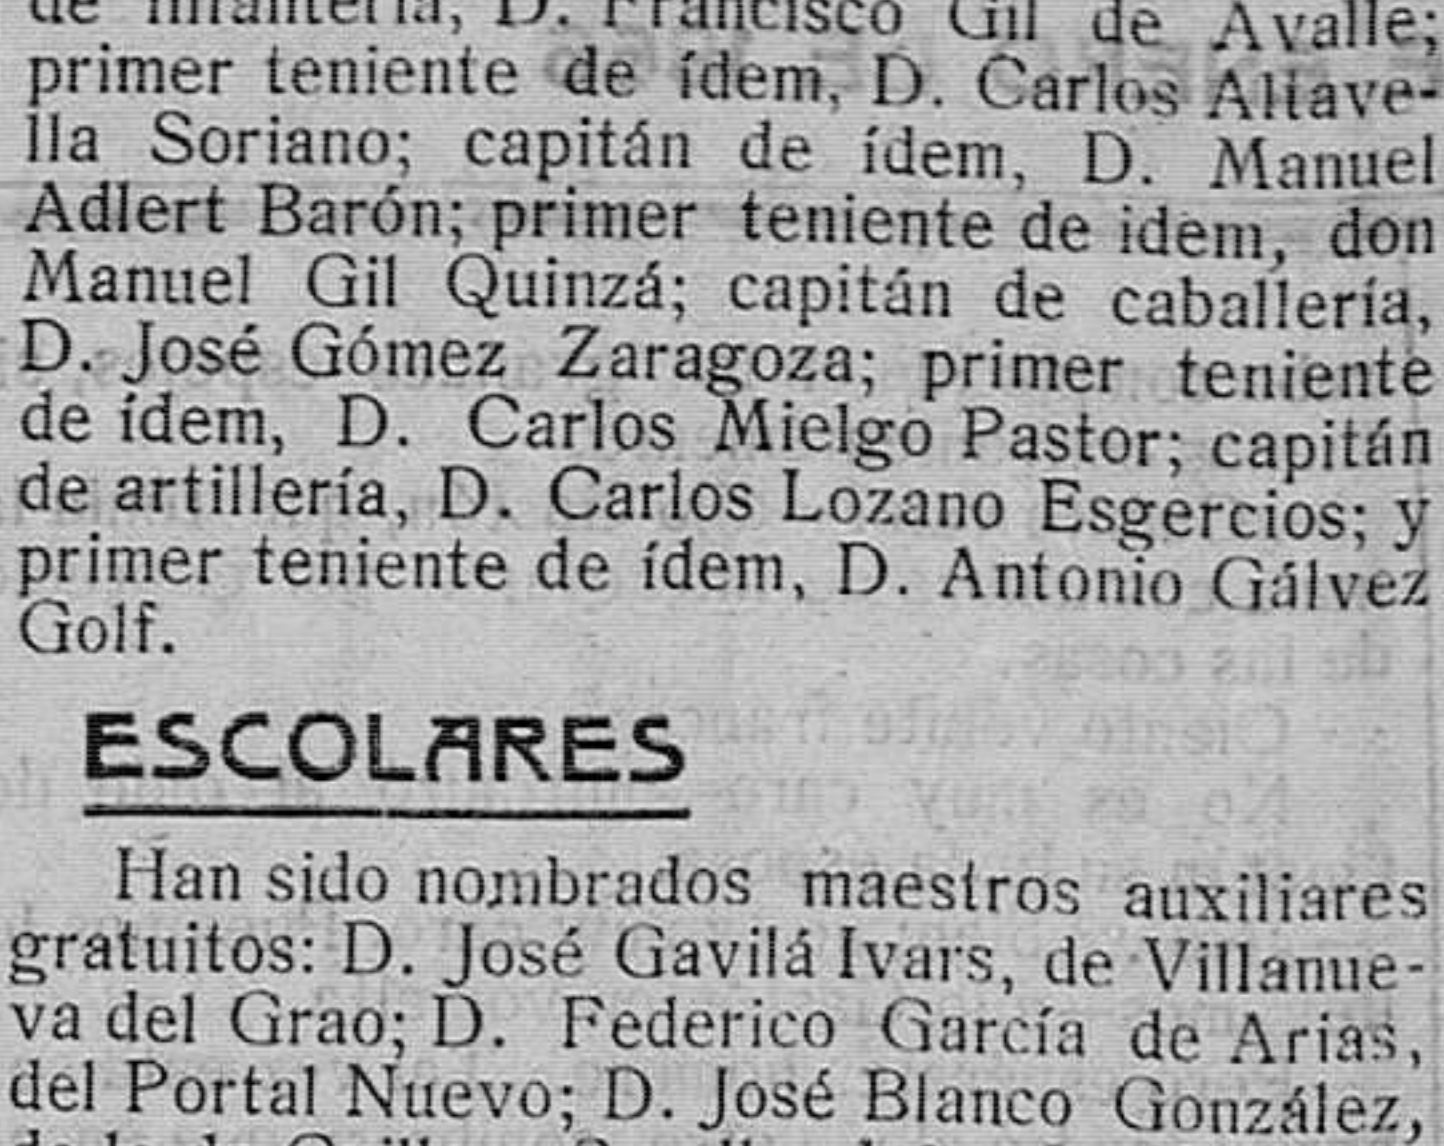 de infantería, D. Francisco Gil de Avalle;
primer teniente de ídem, D. Carlos Altave-
lla Soriano; capitán de ídem, D. Manuel
Adlert Barón; primer teniente de idem, don
Manuel Gil Quinzá; capitán de caballería,
D. José Gómez Zaragoza; primer teniente
de ídem, D. Carlos Mielgo Pastor; capitán
de artillería, D. Carlos Lozano Esgercios; y
primer teniente de ídem, D. Antonio Gálvez
Golf.
ESCOLARES
Han sido nombrados maestros auxiliares
gratuitos: D. José Gavilá Ivars, de Villanue-
va del Grao; D. Federico García de Arias,
del Portal Nuevo; D. José Blanco González,